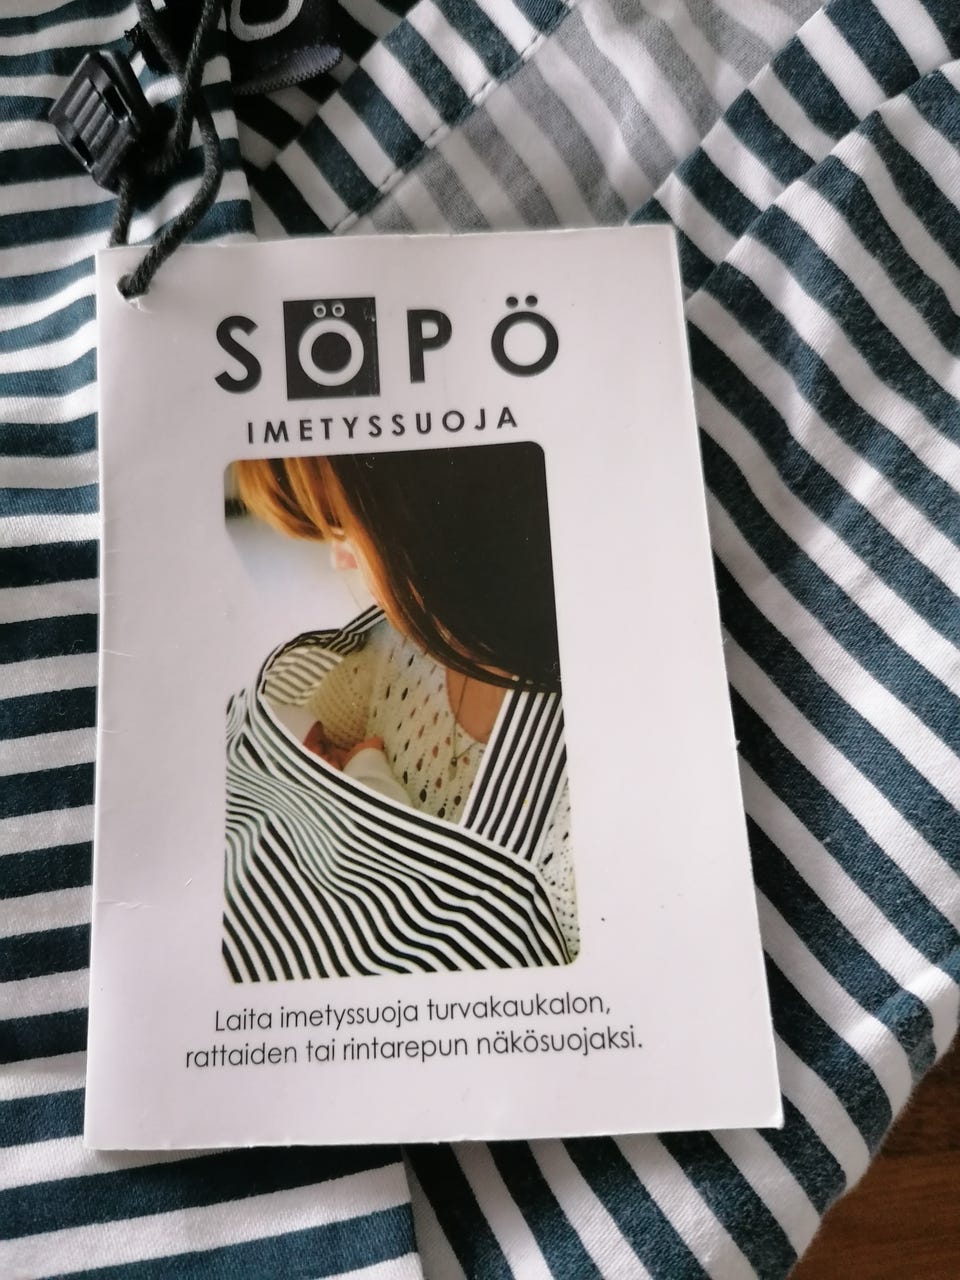 SÖPÖ
IMETYSSUOJA
Laita imetyssuoja turvakaukalon,
rattaiden tai rintarepun näkösuojaksi.